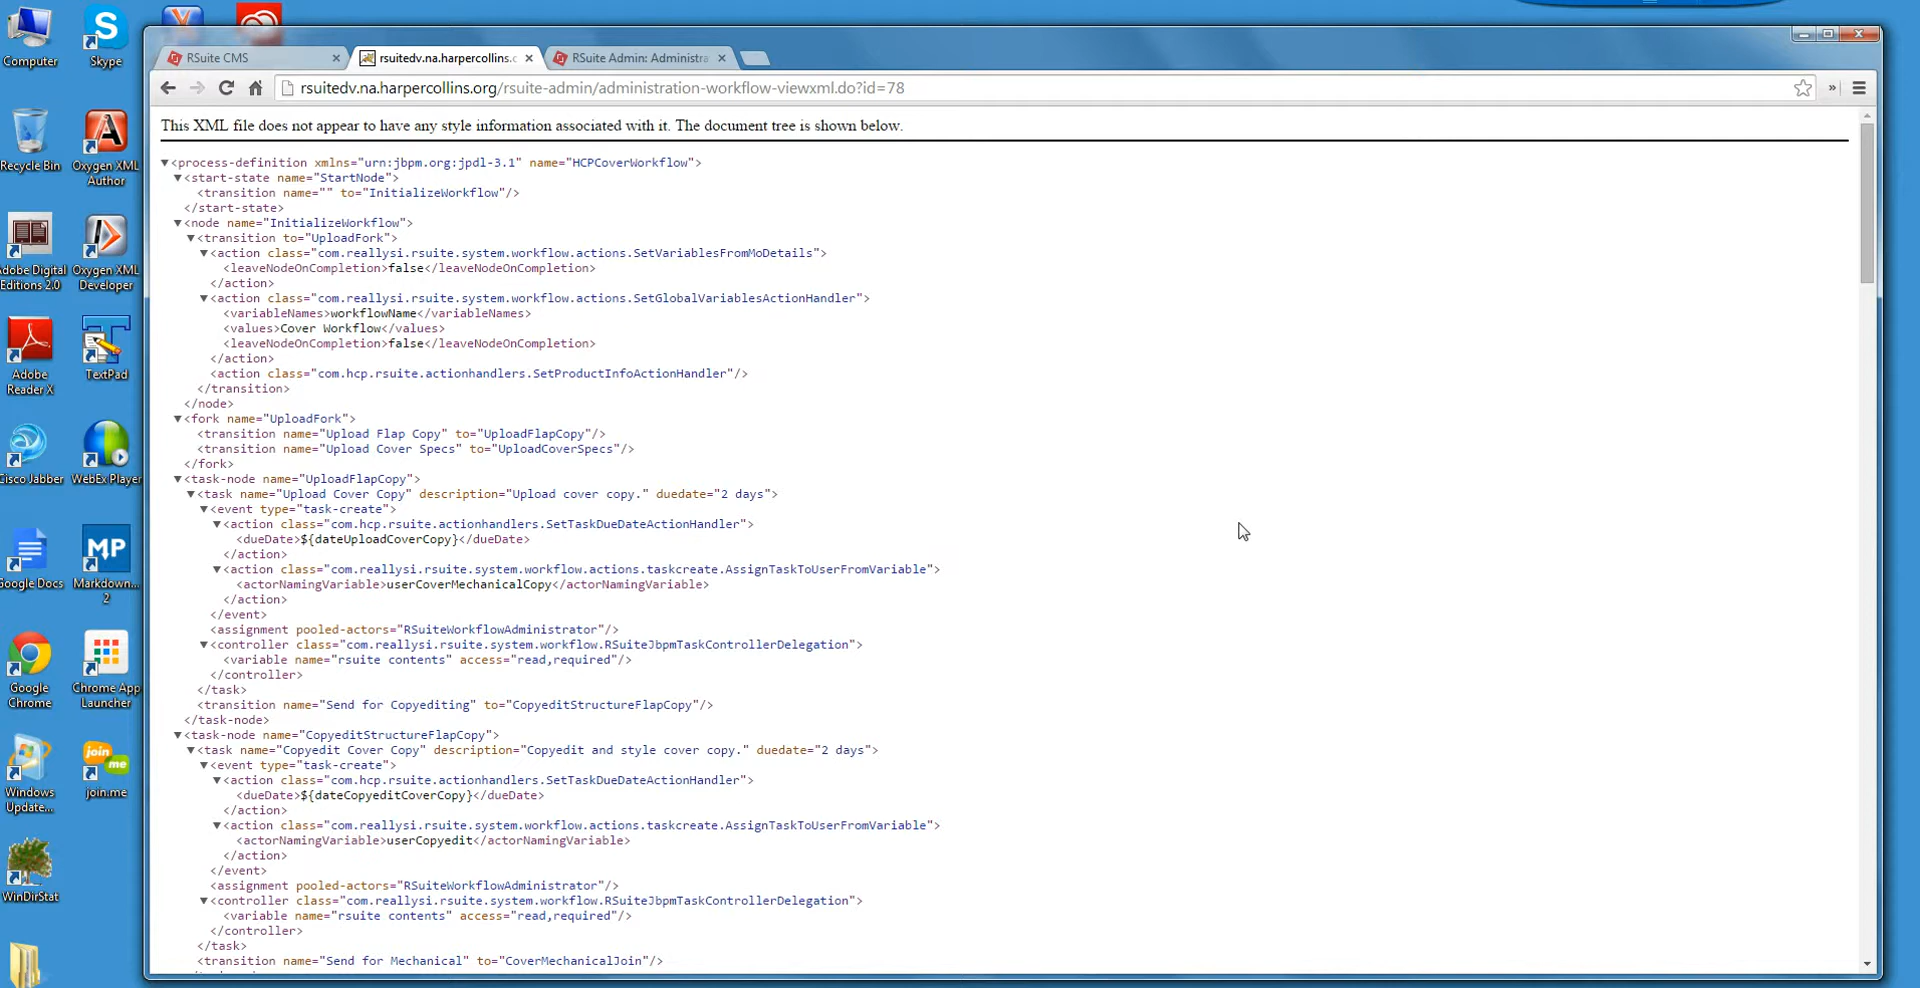 Computer
Skype
Recycle Bin
Oxygen XML
Author
Adobe Digital
Editions 2.0
Oxygen XML
Developer
Adobe
Reader X
TextPad
Cisco Jabber
WebEx Player
Google Docs
MP
Markdown...
2
Google
Chrome
Chrome App
Launcher
Windows
Update...
join
me
join.me
WinDirStat
RSuite CMS
rsuitedv.na.harpercollins.c
RSuite Admin: Administra
rsuitedv.na.harpercollins.org/rsuite-admin/administration-workflow-viewxml.do?id=78
This XML file does not appear to have any style information associated with it. The document tree is shown below.
▼<process-definition xmlns="urn:jbpm.org:jpdl-3.1" name="HCPCoverWorkflow">
▼<start-state name="StartNode">
<transition name="" to="InitializeWorkflow"/>
</start-state>
▼<node name="InitializeWorkflow">
▼<transition to="UploadFork">
▼<action class="com.reallysi.rsuite.system.workflow.actions.SetVariablesFromMoDetails">
<leaveNodeOnCompletion>false</leaveNodeOnCompletion>
</action>
▼<action class="com.reallysi.rsuite.system.workflow.actions.SetGlobalVariablesActionHandler">
<variableNames>workflowName</variableNames>
<values>Cover Workflow</values>
<leaveNodeOnCompletion>false</leaveNodeOnCompletion>
</action>
<action class="com.hcp.rsuite.actionhandlers.SetProductInfoActionHandler"/>
</transition>
</node>
▼<fork name="UploadFork">
<transition name="Upload Flap Copy" to="UploadFlapCopy"/>
<transition name="Upload Cover Specs" to="UploadCoverSpecs"/>
</fork>
▼<task-node name="UploadFlapCopy">
▼<task name="Upload Cover Copy" description="Upload cover copy." duedate="2 days">
▼<event type="task-create">
▼<action class="com.hcp.rsuite.actionhandlers.SetTaskDueDateActionHandler">
<dueDate>${dateUploadCoverCopy}</dueDate>
</action>
▼<action class="com.reallysi.rsuite.system.workflow.actions.taskcreate.AssignTaskToUserFromVariable">
<actorNamingVariable>userCoverMechanicalCopy</actorNamingVariable>
</action>
</event>
<assignment pooled-actors="RSuiteWorkflowAdministrator"/>
▼<controller class="com.reallysi.rsuite.system.workflow.RSuiteJbpmTaskControllerDelegation">
<variable name="rsuite contents" access="read,required"/>
</controller>
</task>
<transition name="Send for Copyediting" to="CopyeditStructureFlapCopy"/>
</task-node>
▼<task-node name="CopyeditStructureFlapCopy">
▼<task name="Copyedit Cover Copy" description="Copyedit and style cover copy." duedate="2 days">
▼<event type="task-create">
▼<action class="com.hcp.rsuite.actionhandlers.SetTaskDueDateActionHandler">
<dueDate>${dateCopyeditCoverCopy}</dueDate>
</action>
▼<action class="com.reallysi.rsuite.system.workflow.actions.taskcreate.AssignTaskToUserFromVariable">
<actorNamingVariable>userCopyedit</actorNamingVariable>
</action>
</event>
<assignment pooled-actors="RSuiteWorkflowAdministrator"/>
▼<controller class="com.reallysi.rsuite.system.workflow.RSuiteJbpmTaskControllerDelegation">
<variable name="rsuite contents" access="read,required"/>
</controller>
</task>
<transition name="Send for Mechanical" to="CoverMechanicalJoin"/>